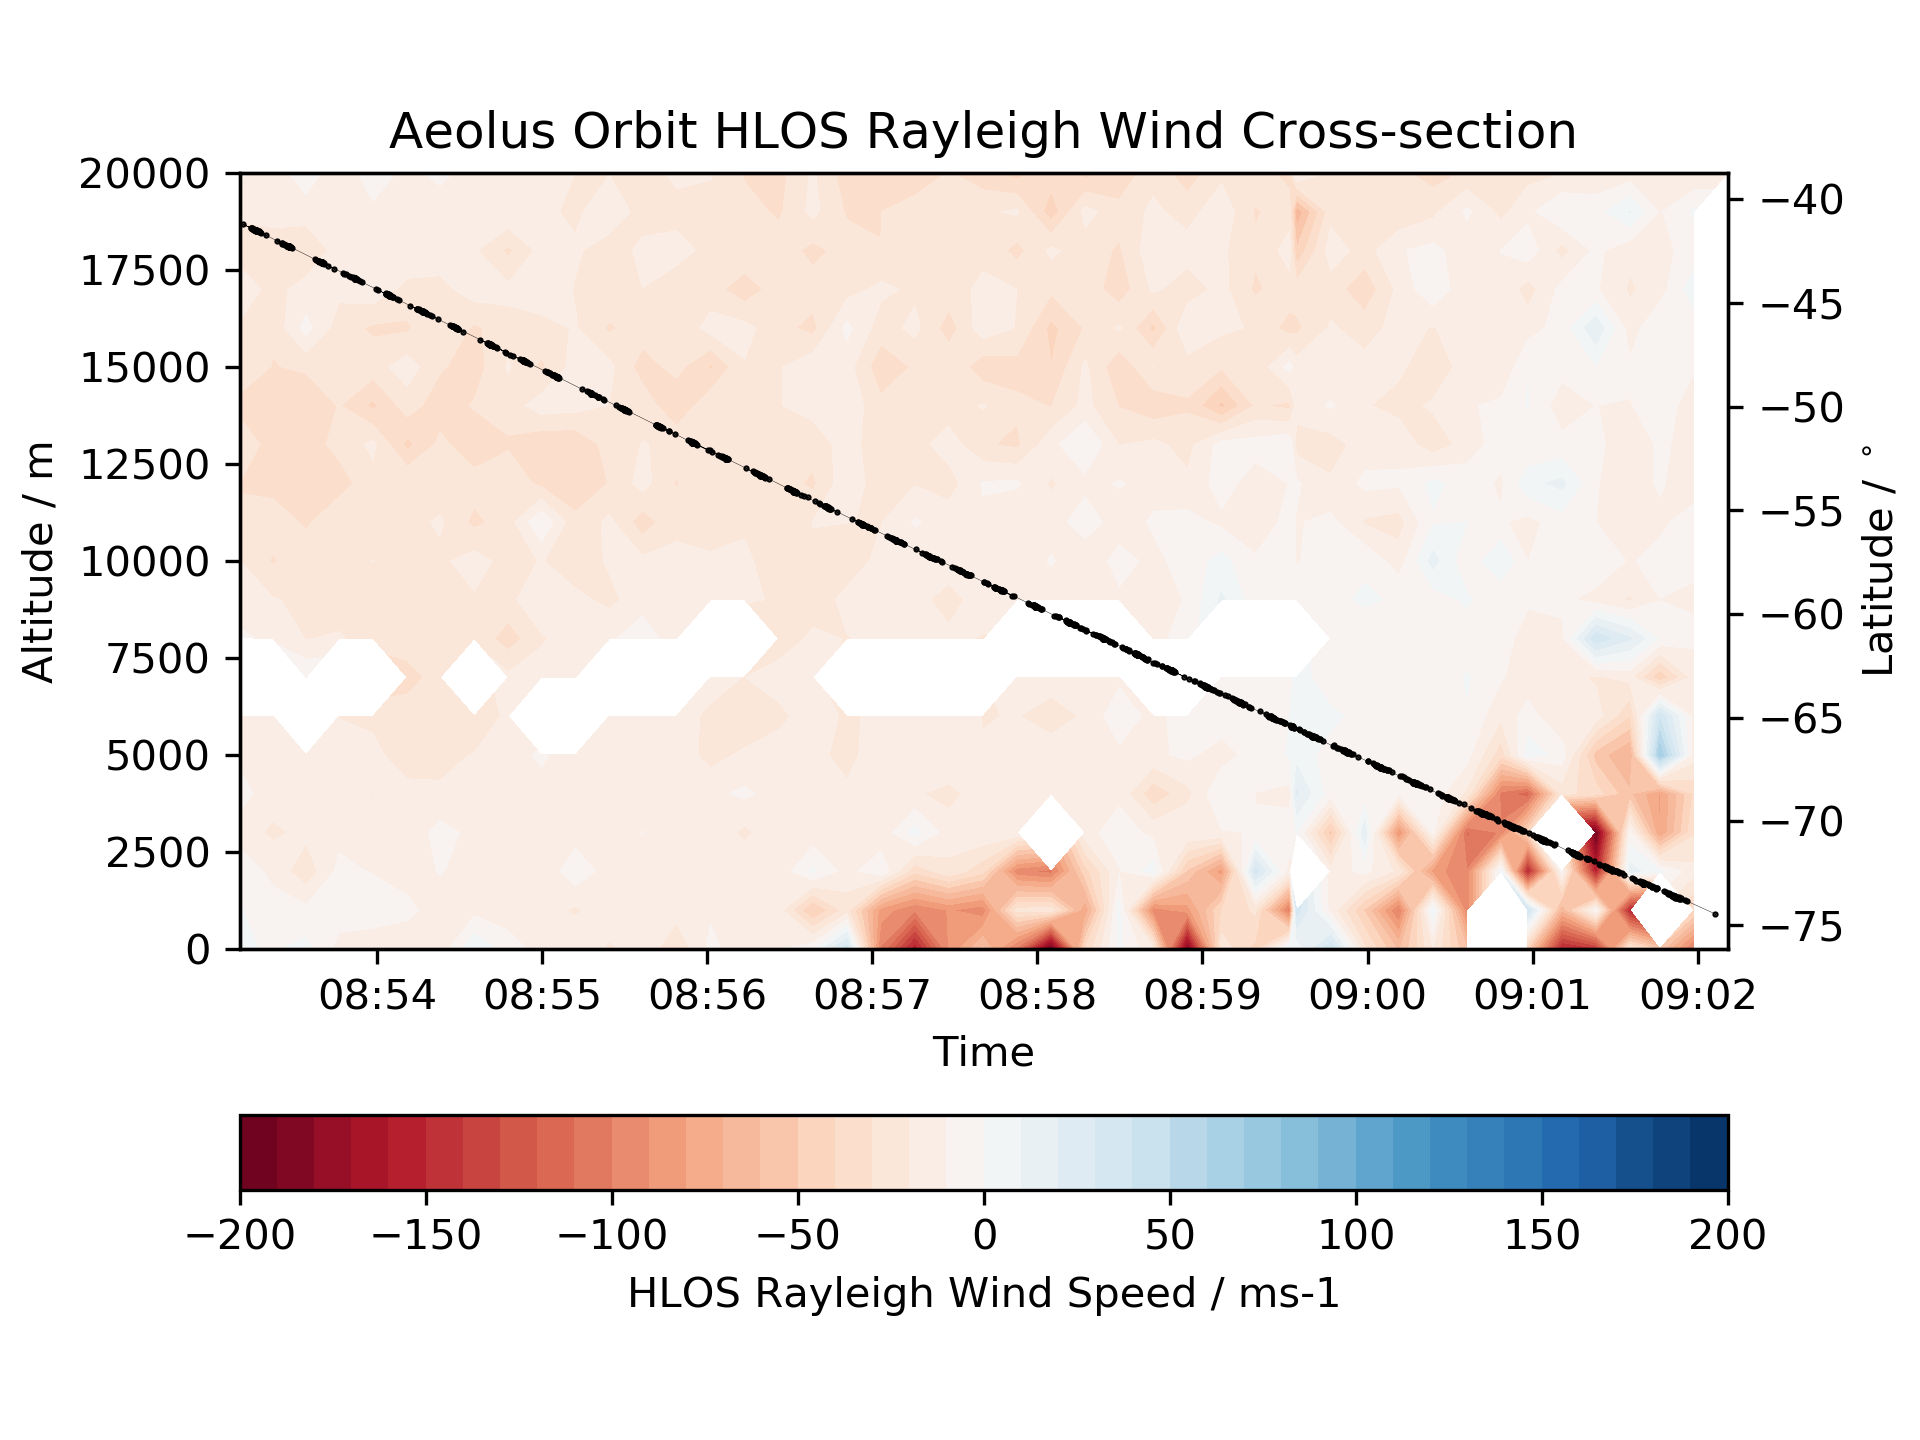 Aeolus Orbit HLOS Rayleigh Wind Cross-section
20000
17500
15000
12500
10000
7500
5000
2500
0
Altitude / m
−40
−45
−50
−55
−60
−65
−70
−75
Latitude / °
08:54 08:55 08:56 08:57 08:58 08:59 09:00 09:01 09:02
Time
−200 −150 −100 −50 0 50 100 150 200
HLOS Rayleigh Wind Speed / ms-1